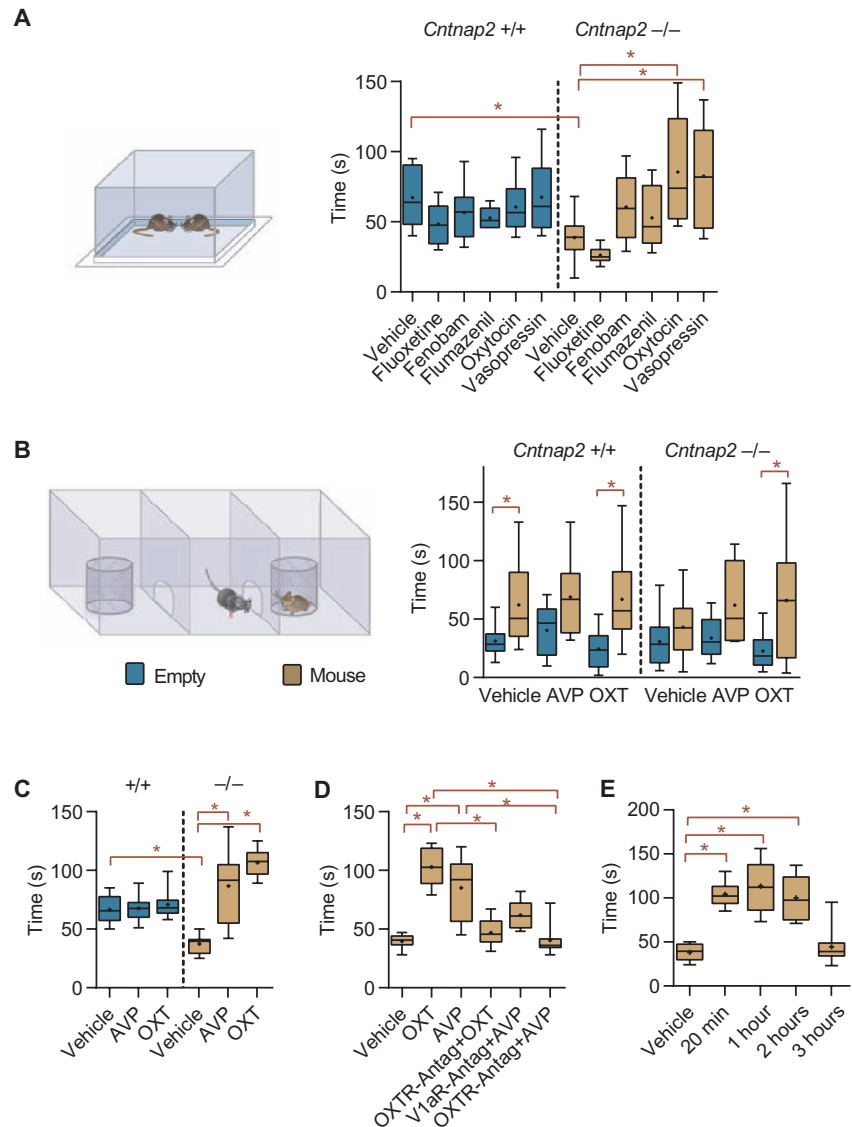 A
Cntnap2 +/+
Cntnap2 –/–
*
*
*
150
100
50
0
Time (s)
Vehicle
Fluoxetine
Fenobam
Flumazenil
Oxytocin
Vasopressin
Vehicle
Fluoxetine
Fenobam
Flumazenil
Oxytocin
Vasopressin
B
Cntnap2 +/+
Cntnap2 –/–
*
*
*
150
100
50
0
Time (s)
Vehicle AVP OXT
Vehicle AVP OXT
Empty
Mouse
C
+/+
–/–
*
*
*
150
100
50
0
Time (s)
Vehicle
AVP
OXT
Vehicle
AVP
OXT
D
*
*
*
*
*
150
100
50
0
Time (s)
Vehicle
OXT
AVP
OXTR-Antag+OXT
V1aR-Antag+AVP
OXTR-Antag+AVP
E
*
*
*
200
150
100
50
0
Time (s)
Vehicle
20 min
1 hour
2 hours
3 hours